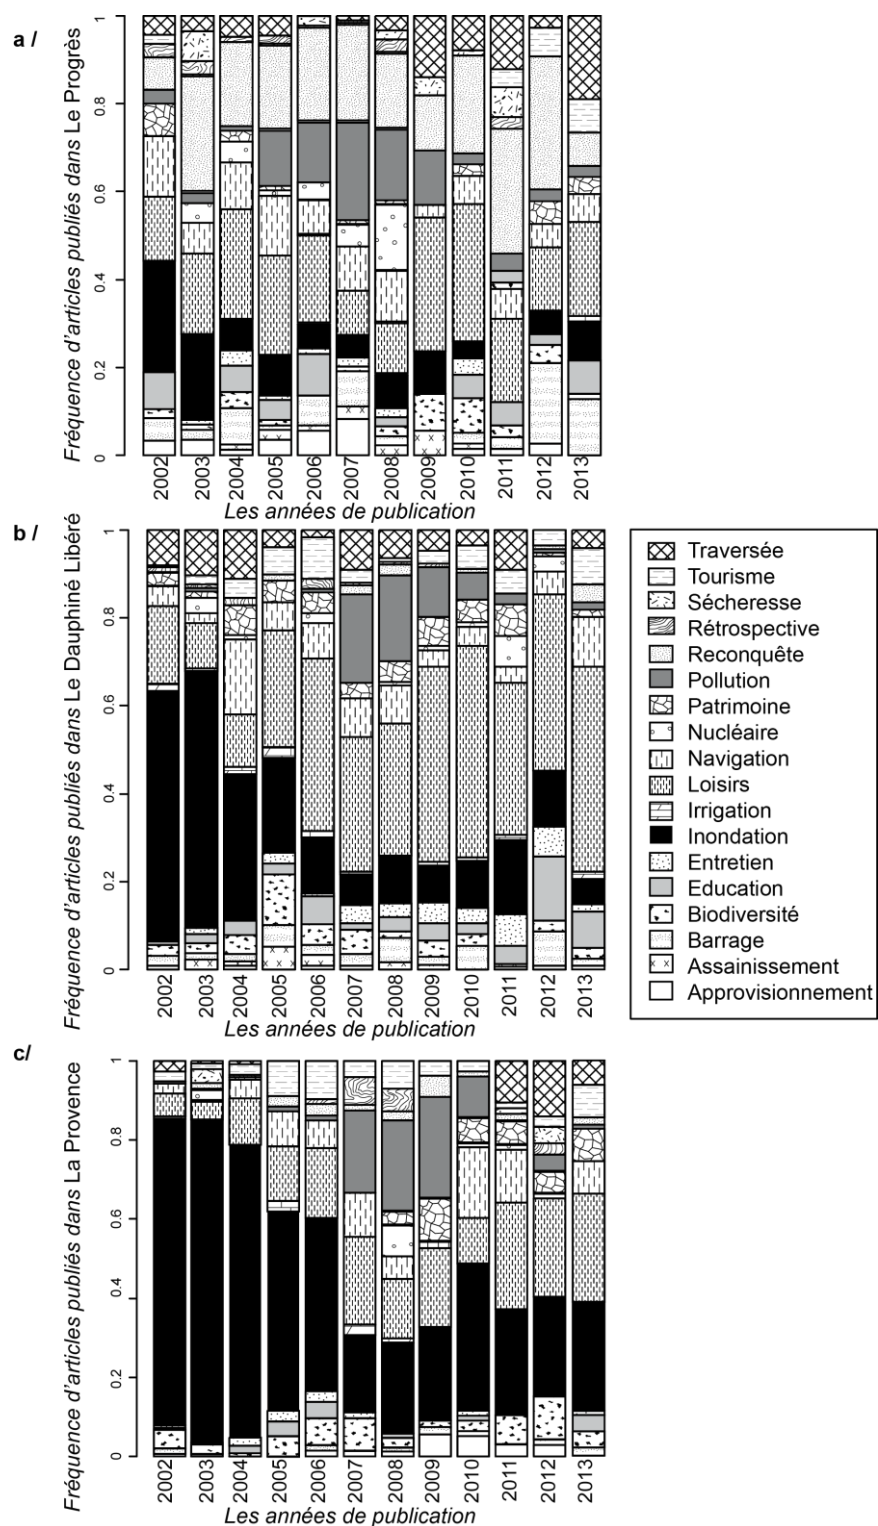 a /
Fréquence d'articles publiés dans Le Progrès
1
0.8
0.6
0.4
0.2
0
2002 2003 2004 2005 2006 2007 2008 2009 2010 2011 2012 2013
Les années de publication
b /
Fréquence d'articles publiés dans Le Dauphiné Libéré
1
0.8
0.6
0.4
0.2
0
2002 2003 2004 2005 2006 2007 2008 2009 2010 2011 2012 2013
Les années de publication
Traversée
Tourisme
Sécheresse
Rétrospective
Reconquête
Pollution
Patrimoine
Nucléaire
Navigation
Loisirs
Irrigation
Inondation
Entretien
Education
Biodiversité
Barrage
Assainissement
Approvisionnement
c/
Fréquence d'articles publiés dans La Provence
1
0.8
0.6
0.4
0.2
0
2002 2003 2004 2005 2006 2007 2008 2009 2010 2011 2012 2013
Les années de publication